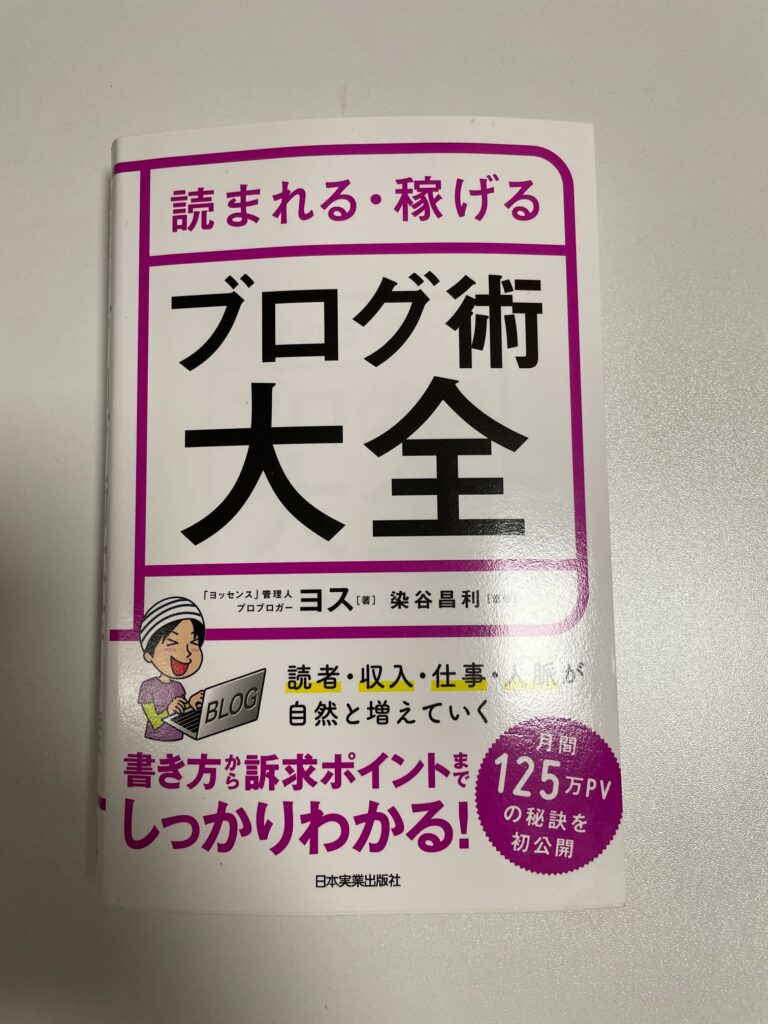 読まれる・稼げる
ブログ術
大全
「ヨッセンス」管理人
プロブロガー ヨス[著] 染谷昌利[監修]
BLOG
読者・収入・仕事・人脈が
自然と増えていく
書き方から訴求ポイントまで
しっかりわかる!
月間
125万PV
の秘訣を
初公開
日本実業出版社